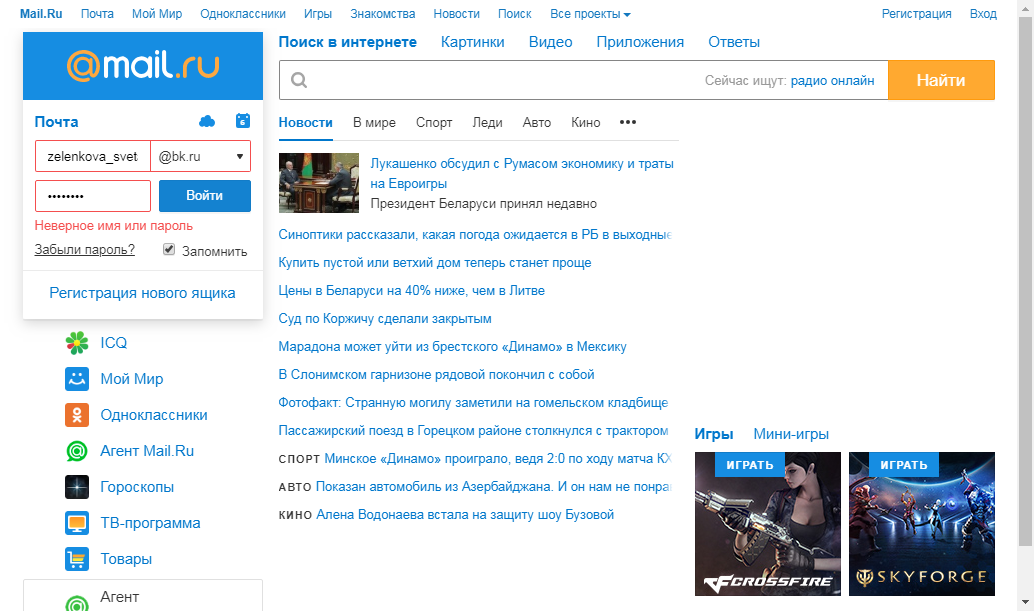 Mail.Ru Почта Мой Мир Одноклассники Игры Знакомства Новости Поиск Все проекты Регистрация Вход
@mail.ru
Почта
6
zelenkova_svet @bk.ru
•••••••• Войти
Неверное имя или пароль
Забыли пароль? Запомнить
Регистрация нового ящика
ICQ
Мой Мир
Одноклассники
Агент Mail.Ru
Гороскопы
ТВ-программа
Товары
Агент
Поиск в интернете Картинки Видео Приложения Ответы
Сейчас ищут: радио онлайн Найти
Новости В мире Спорт Леди Авто Кино •••
Лукашенко обсудил с Румасом экономику и траты
на Евроигры
Президент Беларуси принял недавно
Синоптики рассказали, какая погода ожидается в РБ в выходные
Купить пустой или ветхий дом теперь станет проще
Цены в Беларуси на 40% ниже, чем в Литве
Суд по Коржичу сделали закрытым
Марадона может уйти из брестского «Динамо» в Мексику
В Слонимском гарнизоне рядовой покончил с собой
Фотофакт: Странную могилу заметили на гомельском кладбище
Пассажирский поезд в Горецком районе столкнулся с трактором
СПОРТ Минское «Динамо» проиграло, ведя 2:0 по ходу матча КХ
АВТО Показан автомобиль из Азербайджана. И он нам не понра
КИНО Алена Водонаева встала на защиту шоу Бузовой
Игры Мини-игры
ИГРАТЬ ИГРАТЬ
CROSSFIRE SKYFORGE